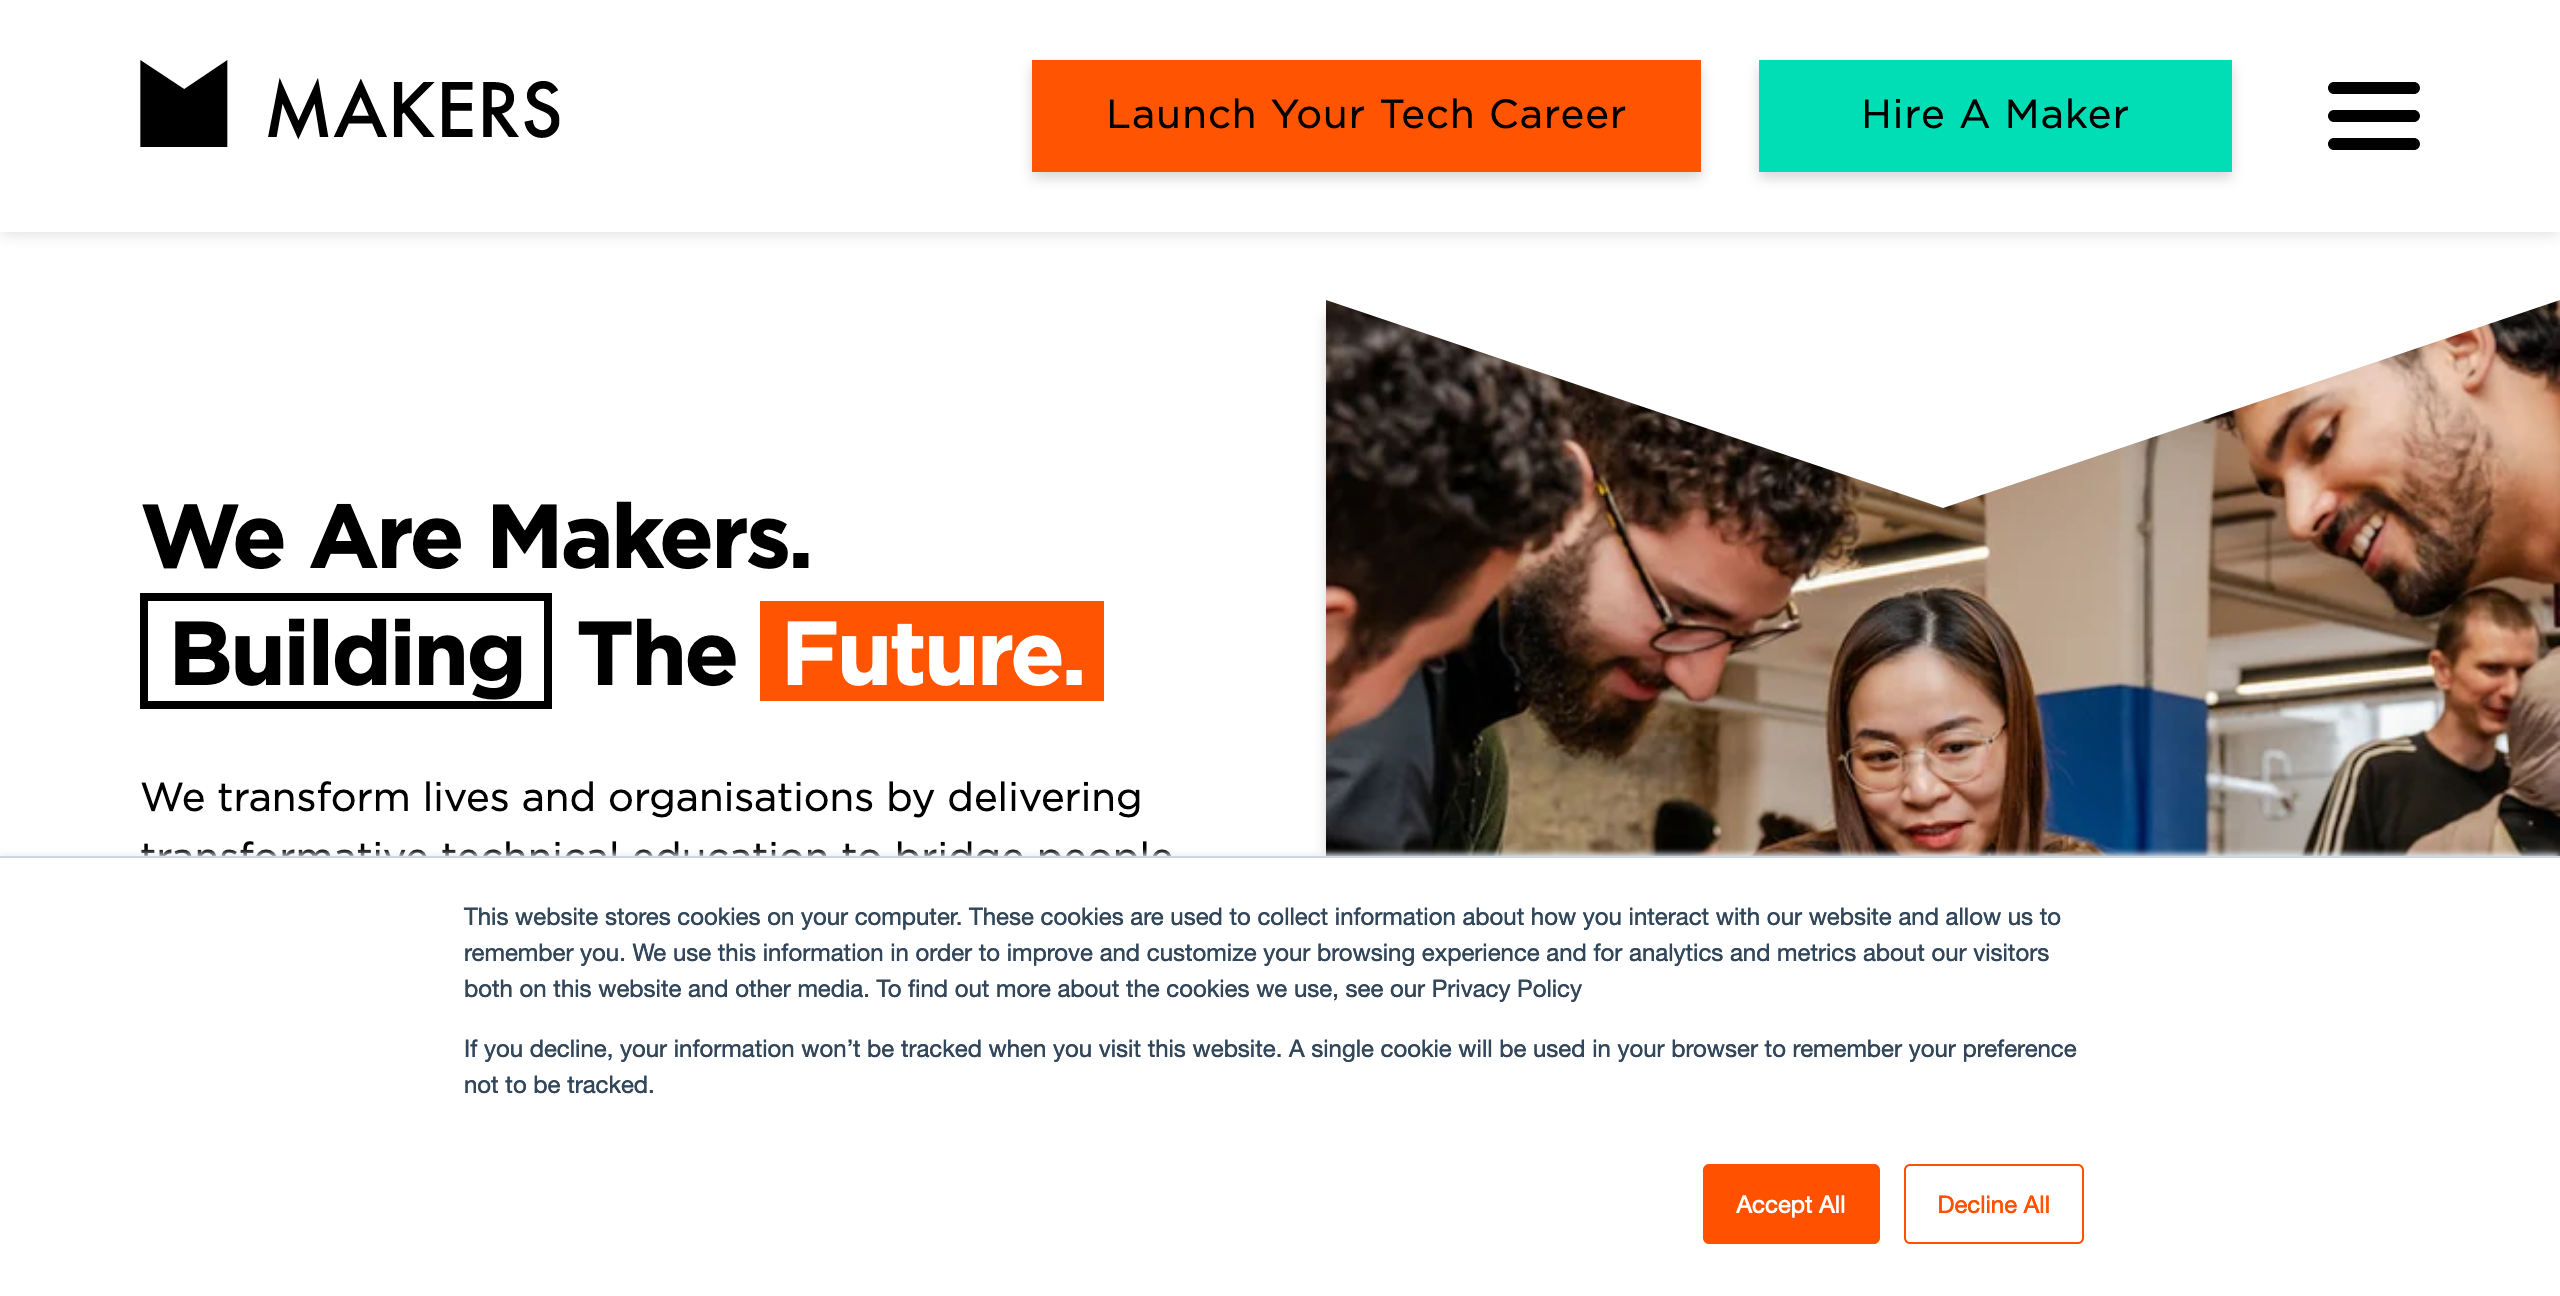 MAKERS
Launch Your Tech Career
Hire A Maker
We Are Makers.
Building The Future.
We transform lives and organisations by delivering
transformative technical education to bridge people
This website stores cookies on your computer. These cookies are used to collect information about how you interact with our website and allow us to
remember you. We use this information in order to improve and customize your browsing experience and for analytics and metrics about our visitors
both on this website and other media. To find out more about the cookies we use, see our Privacy Policy
If you decline, your information won’t be tracked when you visit this website. A single cookie will be used in your browser to remember your preference
not to be tracked.
Accept All
Decline All